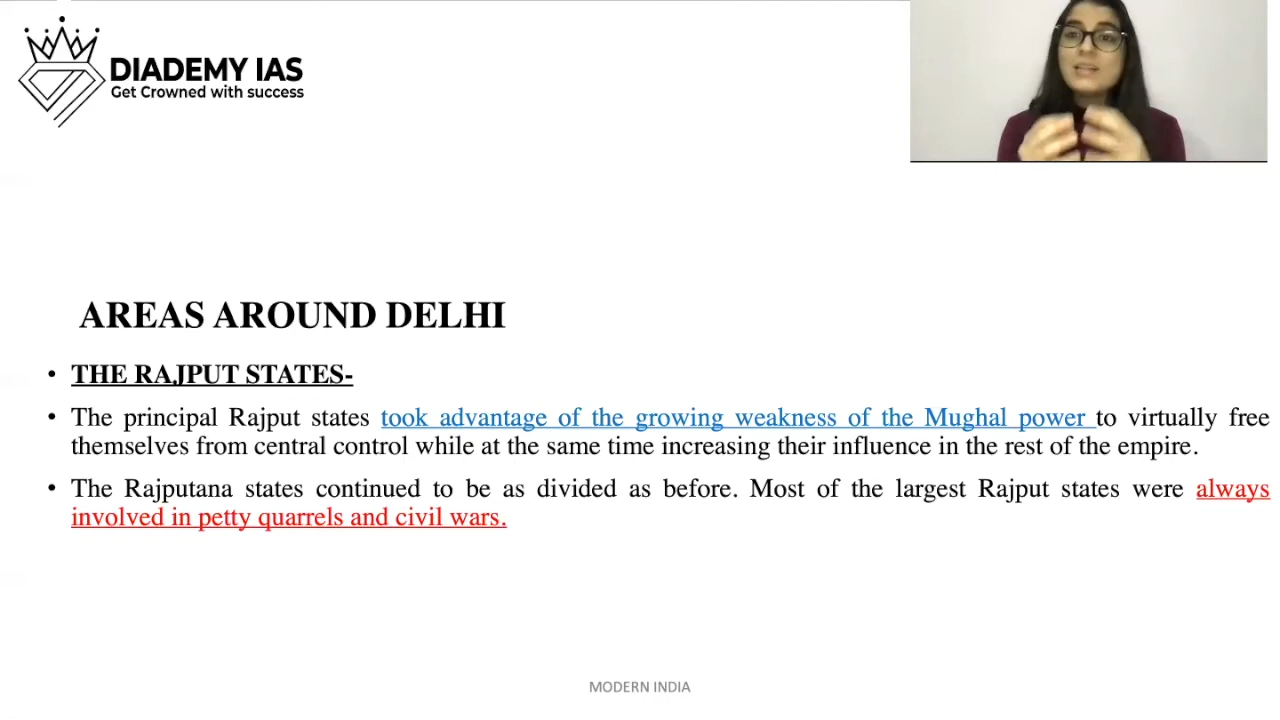 DIADEMY IAS
Get Crowned with success
AREAS AROUND DELHI
• THE RAJPUT STATES-
• The principal Rajput states took advantage of the growing weakness of the Mughal power to virtually free
themselves from central control while at the same time increasing their influence in the rest of the empire.
• The Rajputana states continued to be as divided as before. Most of the largest Rajput states were always
involved in petty quarrels and civil wars.
MODERN INDIA